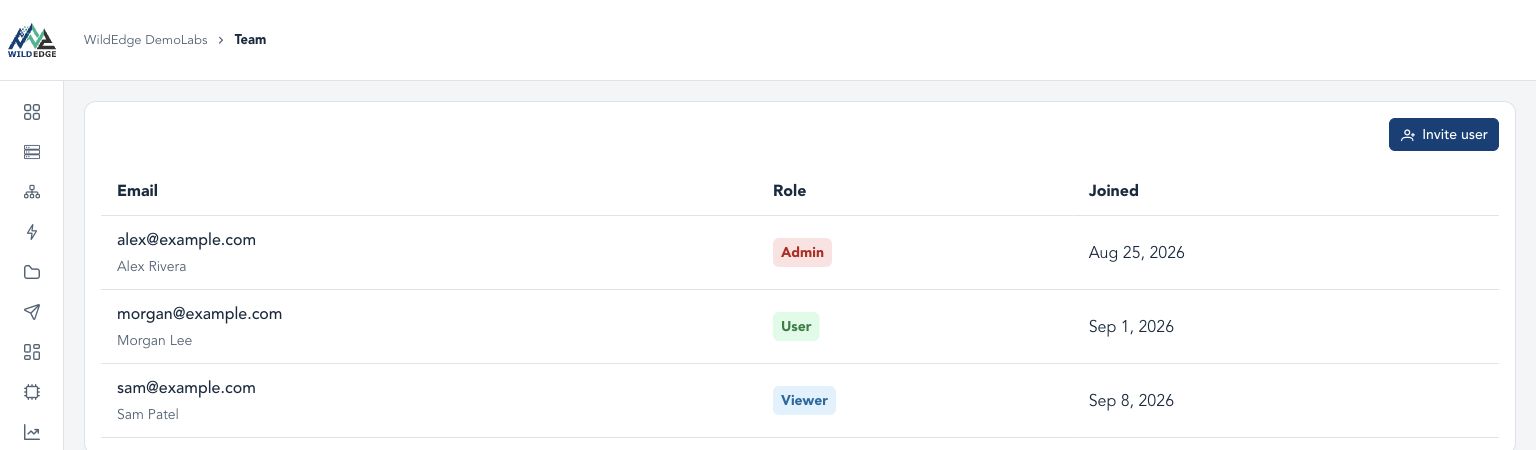 WILDEDGE
WildEdge DemoLabs > Team
Invite user
Email Role Joined
alex@example.com
Alex Rivera
Admin
Aug 25, 2026
morgan@example.com
Morgan Lee
User
Sep 1, 2026
sam@example.com
Sam Patel
Viewer
Sep 8, 2026